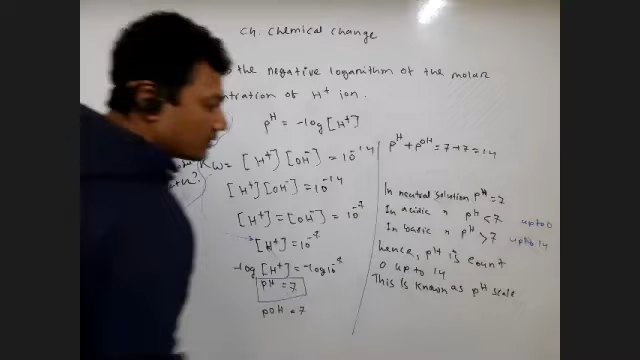 Ch. Chemical Change
the negative logarithm of the molar
ntration of H⁺ ion.
pᴴ = -log[H⁺]
Kw = [H⁺][OH⁻] = 10⁻¹⁴
[H⁺][OH⁻] = 10⁻¹⁴
[H⁺] = [OH⁻] = 10⁻⁷
[H⁺] = 10⁻⁷
-log[H⁺] = -log10⁻⁷
pH = 7
pOH = 7
pᴴ + pᴼᴴ = 7+7 = 14
In neutral solution pᴴ = 7
In acidic " pᴴ < 7 upto 0
In basic " pᴴ > 7 upto 14
hence, pᴴ is count
0 up to 14
This is known as pᴴ scale